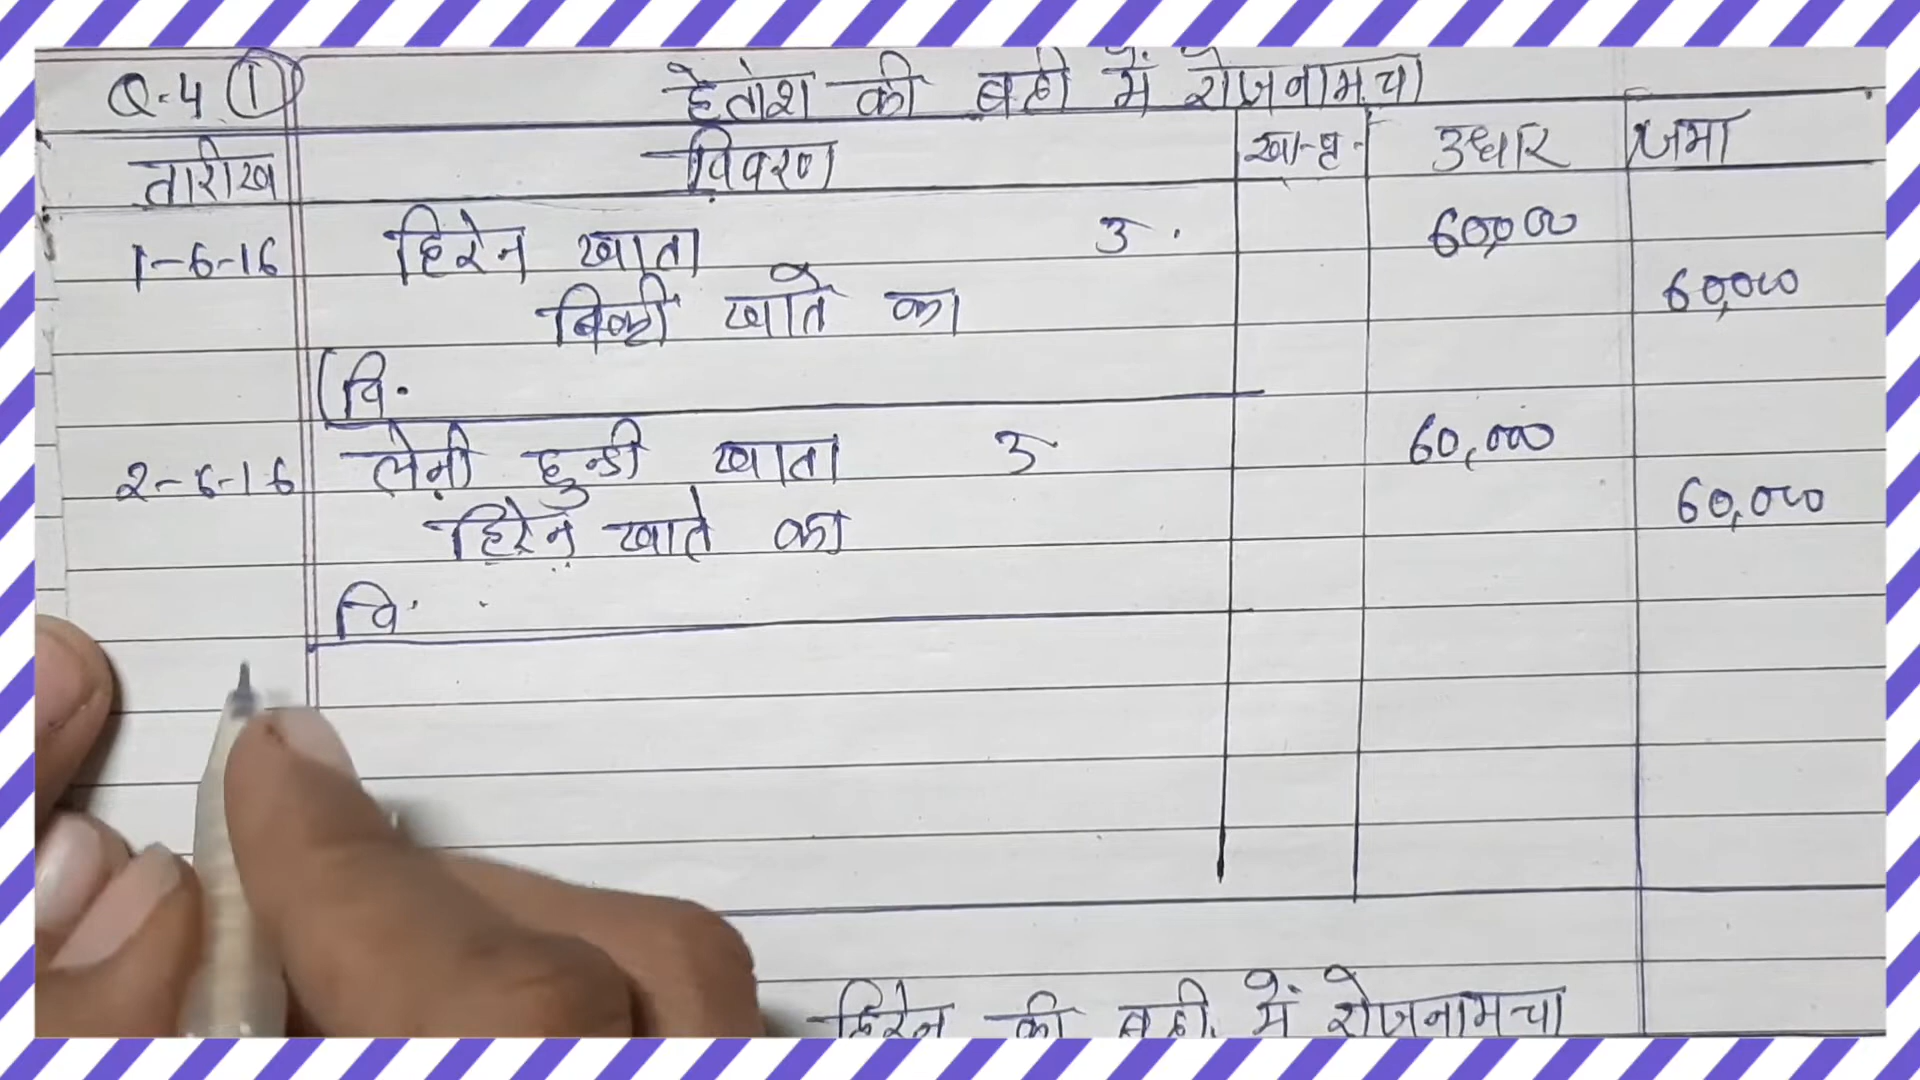 Q-4 ① हेतांश की बही में रोजनामचा
तारीख विवरण खा-पृ- उधार जमा
1-6-16 हिरेन खाता उ. 60,000
बिक्री खाते का 60,000
(वि.
2-6-16 लेनी हुन्डी खाता उ 60,000
हिरेन खाते का 60,000
वि.
हिरेन की बही में रोजनामचा